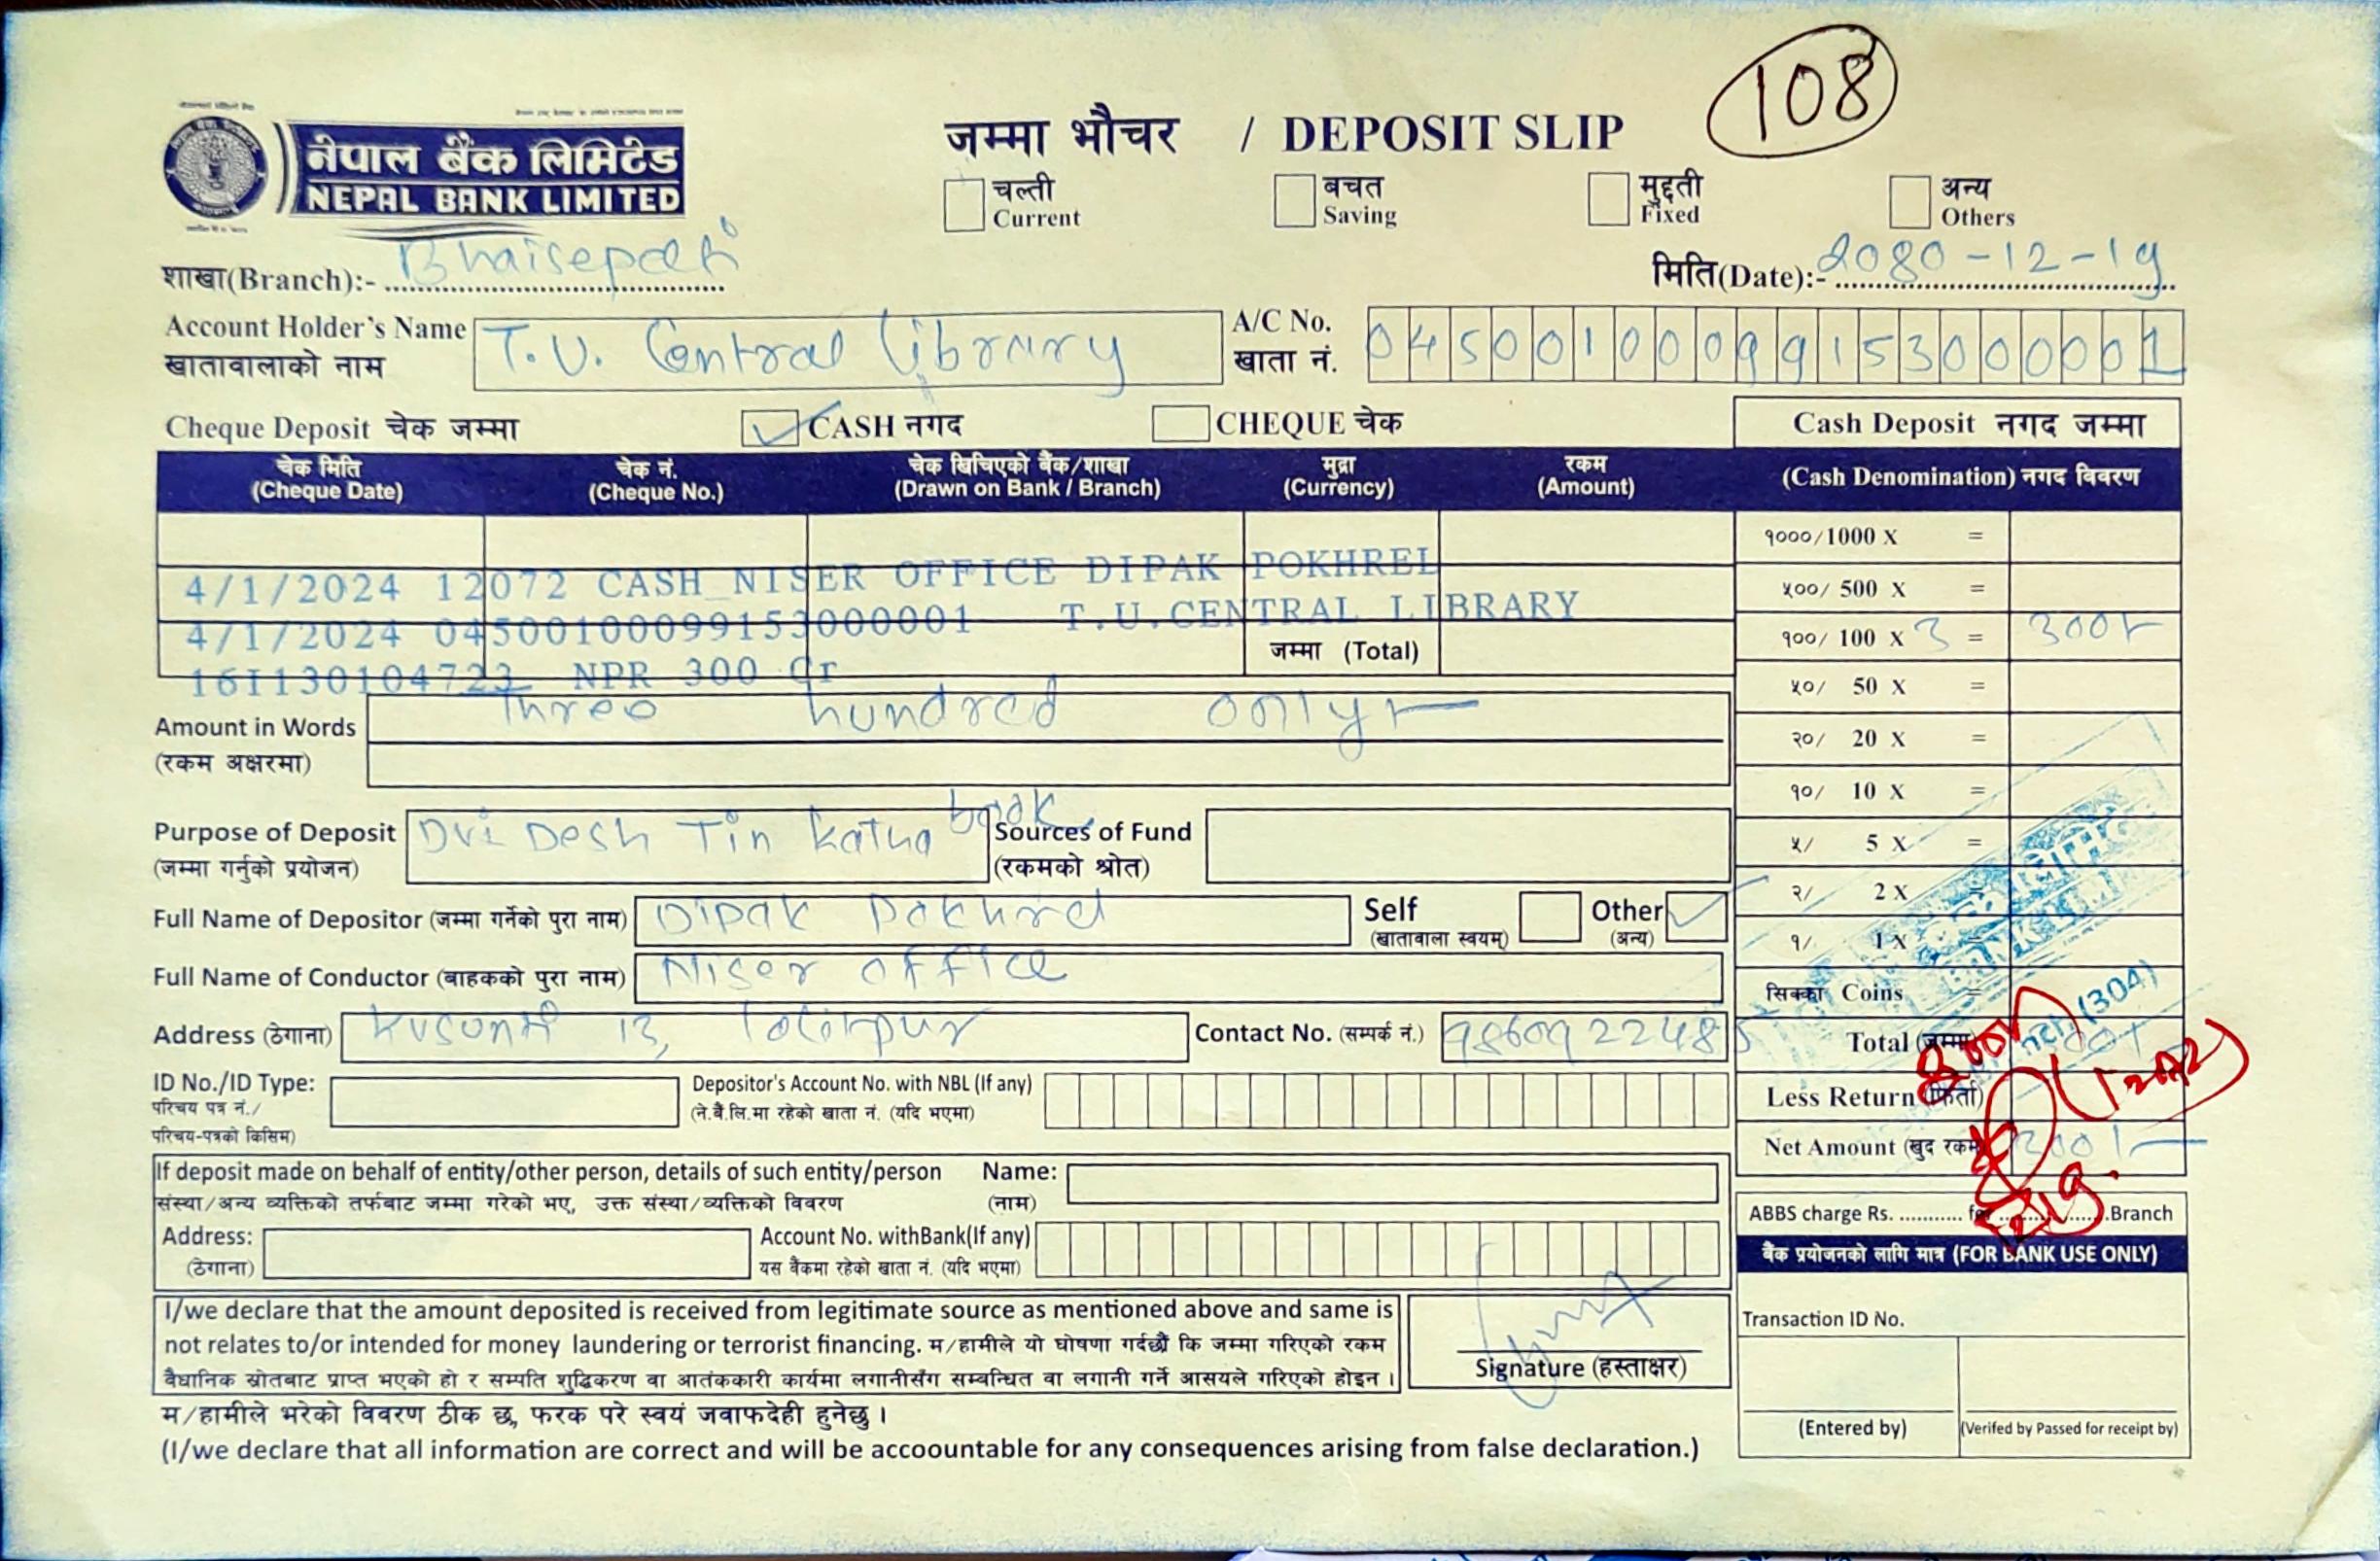 108
नेपाल बैंक लिमिटेड
NEPAL BANK LIMITED
जम्मा भौचर / DEPOSIT SLIP
चल्ती
Current
बचत
Saving
मुद्दती
Fixed
अन्य
Others
शाखा(Branch):- Bhaisepati
मिति(Date):- 2080-12-19
Account Holder's Name
खातावालाको नाम
T.U. Central Library
A/C No.
खाता नं.
04500100099153000001
Cheque Deposit चेक जम्मा
CASH नगद
CHEQUE चेक
Cash Deposit नगद जम्मा
चेक मिति
(Cheque Date)
चेक नं.
(Cheque No.)
चेक खिचिएको बैंक/शाखा
(Drawn on Bank / Branch)
मुद्रा
(Currency)
रकम
(Amount)
(Cash Denomination) नगद विवरण
१०००/1000 X =
4/1/2024 12072 CASH NISER OFFICE DIPAK POKHREL
५००/ 500 X =
4/1/2024 04500100099153000001 T.U.CENTRAL LIBRARY
जम्मा (Total)
१००/ 100 X 3 = 300/-
16I130104723 NPR 300 Cr
५०/ 50 X =
Amount in Words
(रकम अक्षरमा)
Three hundred only/-
२०/ 20 X =
१०/ 10 X =
Purpose of Deposit
(जम्मा गर्नुको प्रयोजन)
Dvi Desh Tin Katha book
Sources of Fund
(रकमको श्रोत)
५/ 5 X =
२/ 2 X =
Full Name of Depositor (जम्मा गर्नेको पुरा नाम) Dipak Pokhrel
Self
(खातावाला स्वयम्)
Other
(अन्य)
१/ 1 X =
Full Name of Conductor (बाहकको पुरा नाम) Niser office
सिक्का Coins =
(304)
Address (ठेगाना) Kusunti 13, Lalitpur
Contact No. (सम्पर्क नं.) 9860922485
Total (जम्मा)
ID No./ID Type:
परिचय पत्र नं./
परिचय-पत्रको किसिम)
Depositor's Account No. with NBL (If any)
(ने.बैं.लि.मा रहेको खाता नं. (यदि भएमा)
Less Return (फिर्ता)
Net Amount (खुद रकम 300/-
If deposit made on behalf of entity/other person, details of such entity/person
संस्था/अन्य व्यक्तिको तर्फबाट जम्मा गरेको भए, उक्त संस्था/व्यक्तिको विवरण
Name:
(नाम)
ABBS charge Rs. ........... for ..................Branch
Address:
(ठेगाना)
Account No. withBank(If any)
यस बैंकमा रहेको खाता नं. (यदि भएमा)
बैंक प्रयोजनको लागि मात्र (FOR BANK USE ONLY)
I/we declare that the amount deposited is received from legitimate source as mentioned above and same is
not relates to/or intended for money laundering or terrorist financing. म/हामीले यो घोषणा गर्दछौं कि जम्मा गरिएको रकम
वैधानिक स्रोतबाट प्राप्त भएको हो र सम्पति शुद्धिकरण वा आतंककारी कार्यमा लगानीसँग सम्बन्धित वा लगानी गर्ने आसयले गरिएको होइन ।
Signature (हस्ताक्षर)
Transaction ID No.
म/हामीले भरेको विवरण ठीक छ, फरक परे स्वयं जवाफदेही हुनेछु ।
(I/we declare that all information are correct and will be accoountable for any consequences arising from false declaration.)
(Entered by)
(Verifed by Passed for receipt by)